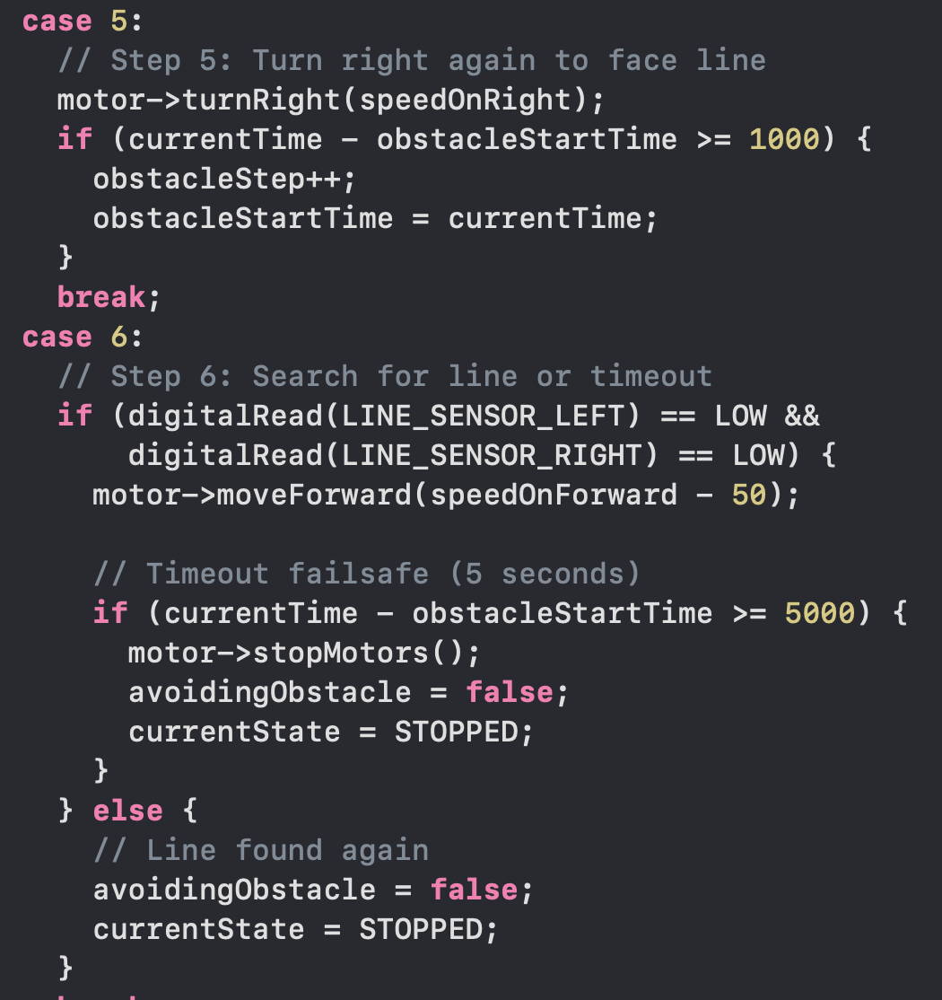 case 5:
  // Step 5: Turn right again to face line
  motor->turnRight(speedOnRight);
  if (currentTime - obstacleStartTime >= 1000) {
    obstacleStep++;
    obstacleStartTime = currentTime;
  }
  break;
case 6:
  // Step 6: Search for line or timeout
  if (digitalRead(LINE_SENSOR_LEFT) == LOW &&
      digitalRead(LINE_SENSOR_RIGHT) == LOW) {
    motor->moveForward(speedOnForward - 50);

    // Timeout failsafe (5 seconds)
    if (currentTime - obstacleStartTime >= 5000) {
      motor->stopMotors();
      avoidingObstacle = false;
      currentState = STOPPED;
    }
  } else {
    // Line found again
    avoidingObstacle = false;
    currentState = STOPPED;
  }